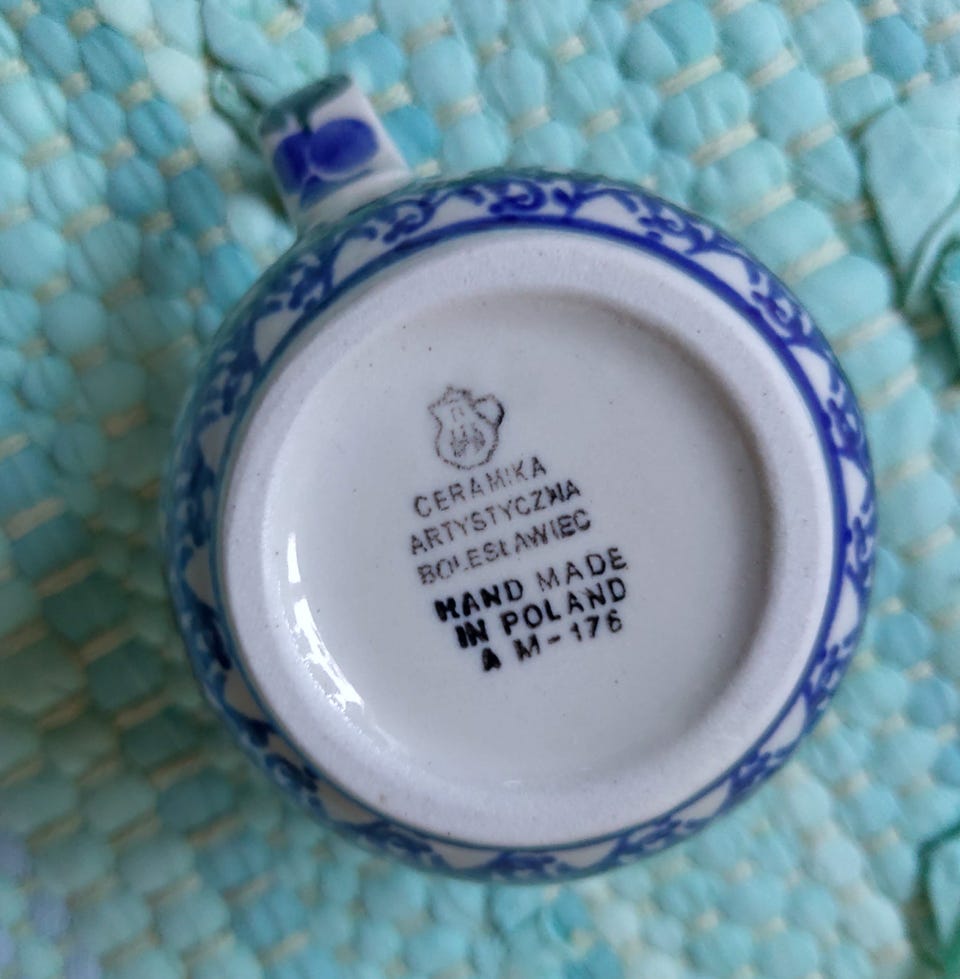 CERAMIKA
ARTYSTYCZNA
BOLESŁAWIEC
HAND MADE
IN POLAND
A M-176